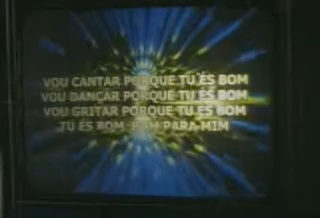 VOU CANTAR PORQUE TU ÉS BOM
VOU DANÇAR PORQUE TU ÉS BOM
VOU GRITAR PORQUE TU ÉS BOM
TU ÉS BOM, BOM PARA MIM